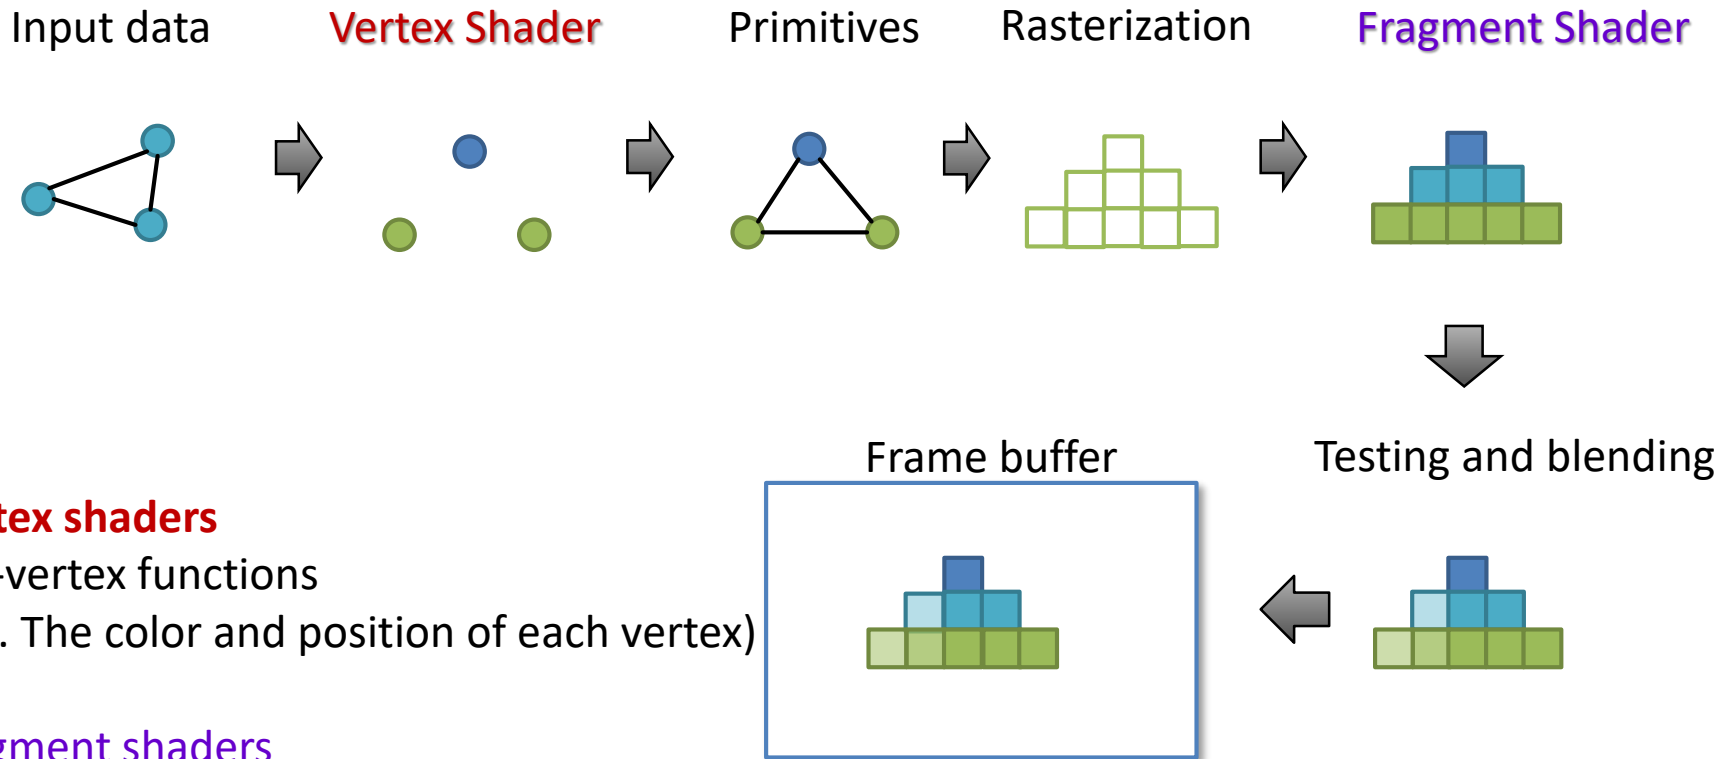 Input data
Vertex Shader
Primitives
Rasterization
Fragment Shader
Frame buffer
Testing and blending
tex shaders
-vertex functions
. The color and position of each vertex)
gment shaders